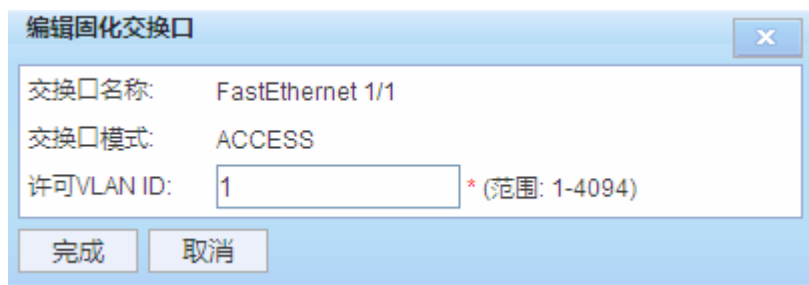 编辑固化交换口
交换口名称: FastEthernet 1/1
交换口模式: ACCESS
许可VLAN ID: 1 * (范围: 1-4094)
完成 取消